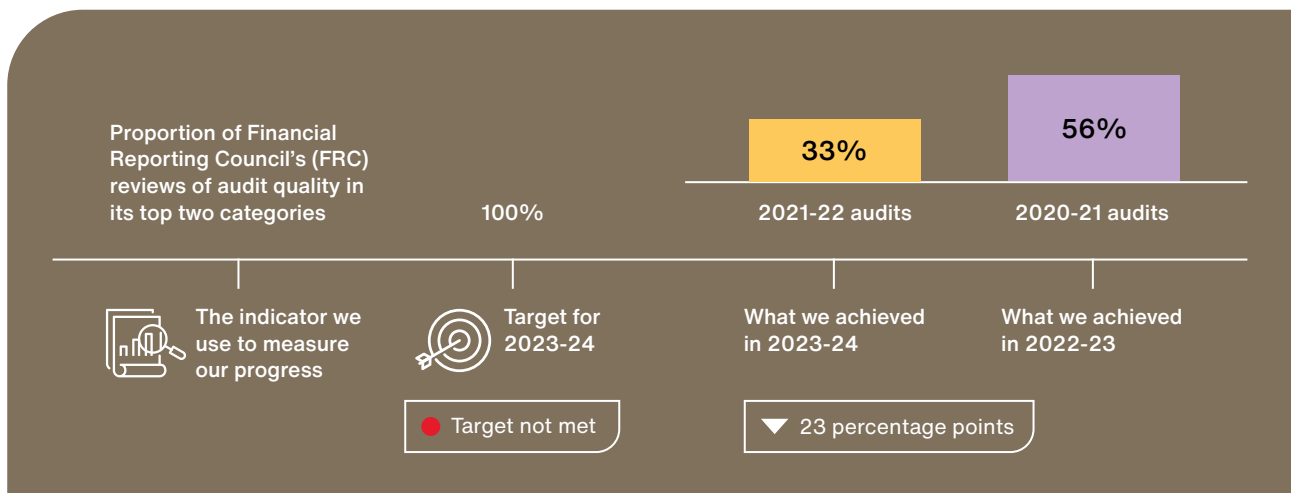 Proportion of Financial
Reporting Council's (FRC)
reviews of audit quality in
its top two categories
100%
33%
2021-22 audits
56%
2020-21 audits
The indicator we
use to measure
our progress
Target for
2023-24
Target not met
What we achieved
in 2023-24
23 percentage points
What we achieved
in 2022-23